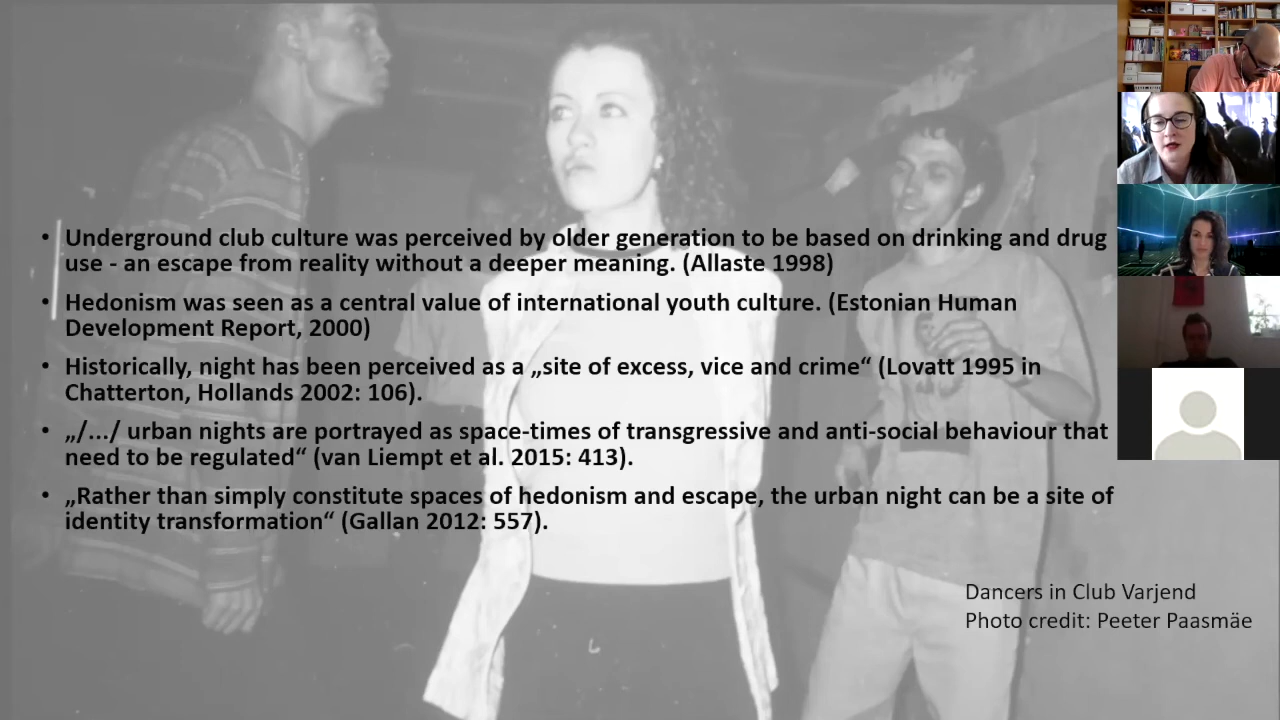 • Underground club culture was perceived by older generation to be based on drinking and drug
use - an escape from reality without a deeper meaning. (Allaste 1998)
• Hedonism was seen as a central value of international youth culture. (Estonian Human
Development Report, 2000)
• Historically, night has been perceived as a „site of excess, vice and crime“ (Lovatt 1995 in
Chatterton, Hollands 2002: 106).
• „/.../ urban nights are portrayed as space-times of transgressive and anti-social behaviour that
need to be regulated“ (van Liempt et al. 2015: 413).
• „Rather than simply constitute spaces of hedonism and escape, the urban night can be a site of
identity transformation“ (Gallan 2012: 557).
Dancers in Club Varjend
Photo credit: Peeter Paasmäe